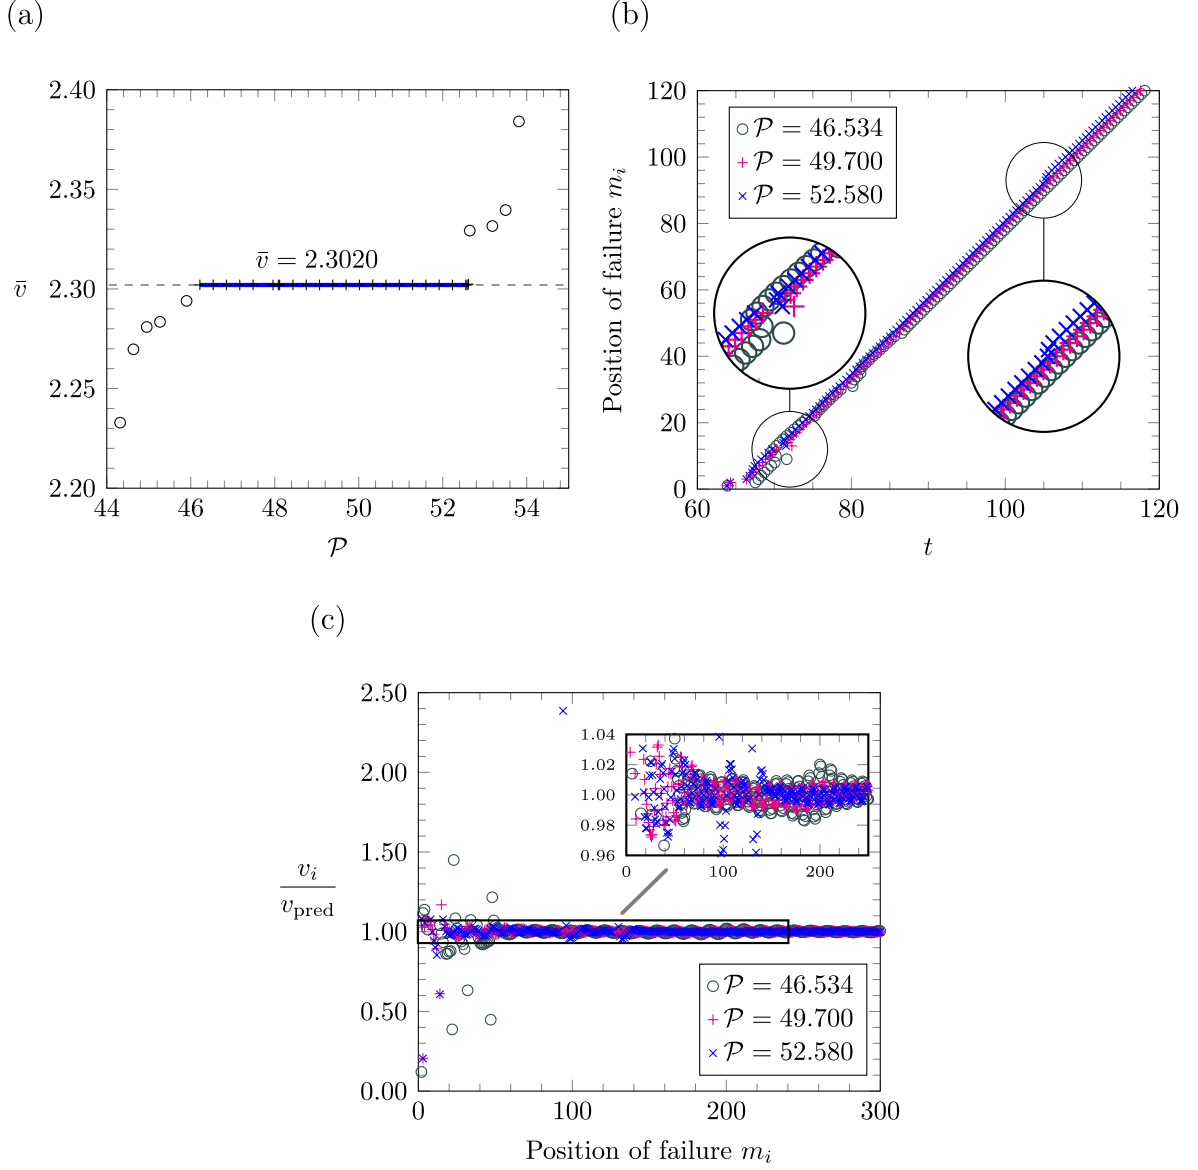 (a)
2.40
2.35
2.30
2.25
2.20
v̄
v̄ = 2.3020
44 46 48 50 52 54
𝒫
(b)
120
100
80
60
40
20
0
Position of failure mᵢ
𝒫 = 46.534
𝒫 = 49.700
𝒫 = 52.580
60 80 100 120
t
(c)
2.50
2.00
1.50
1.00
0.50
0.00
vᵢ
v_pred
1.04
1.02
1.00
0.98
0.96
0 100 200
𝒫 = 46.534
𝒫 = 49.700
𝒫 = 52.580
0 100 200 300
Position of failure mᵢ